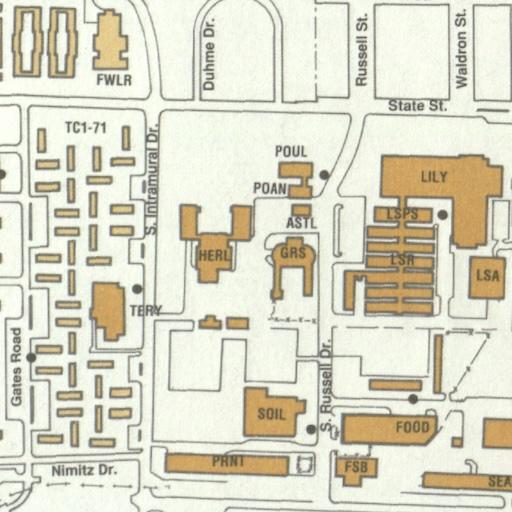 Duhme Dr.
Russell St.
Waldron St.
FWLR
State St.
TC1-71
S. Intramural Dr.
POUL
LILY
POAN
LSPS
ASTL
HERL
GRS
LSR
LSA
TERY
Gates Road
S. Russell Dr.
SOIL
FOOD
PRNT
FSB
Nimitz Dr.
SEA